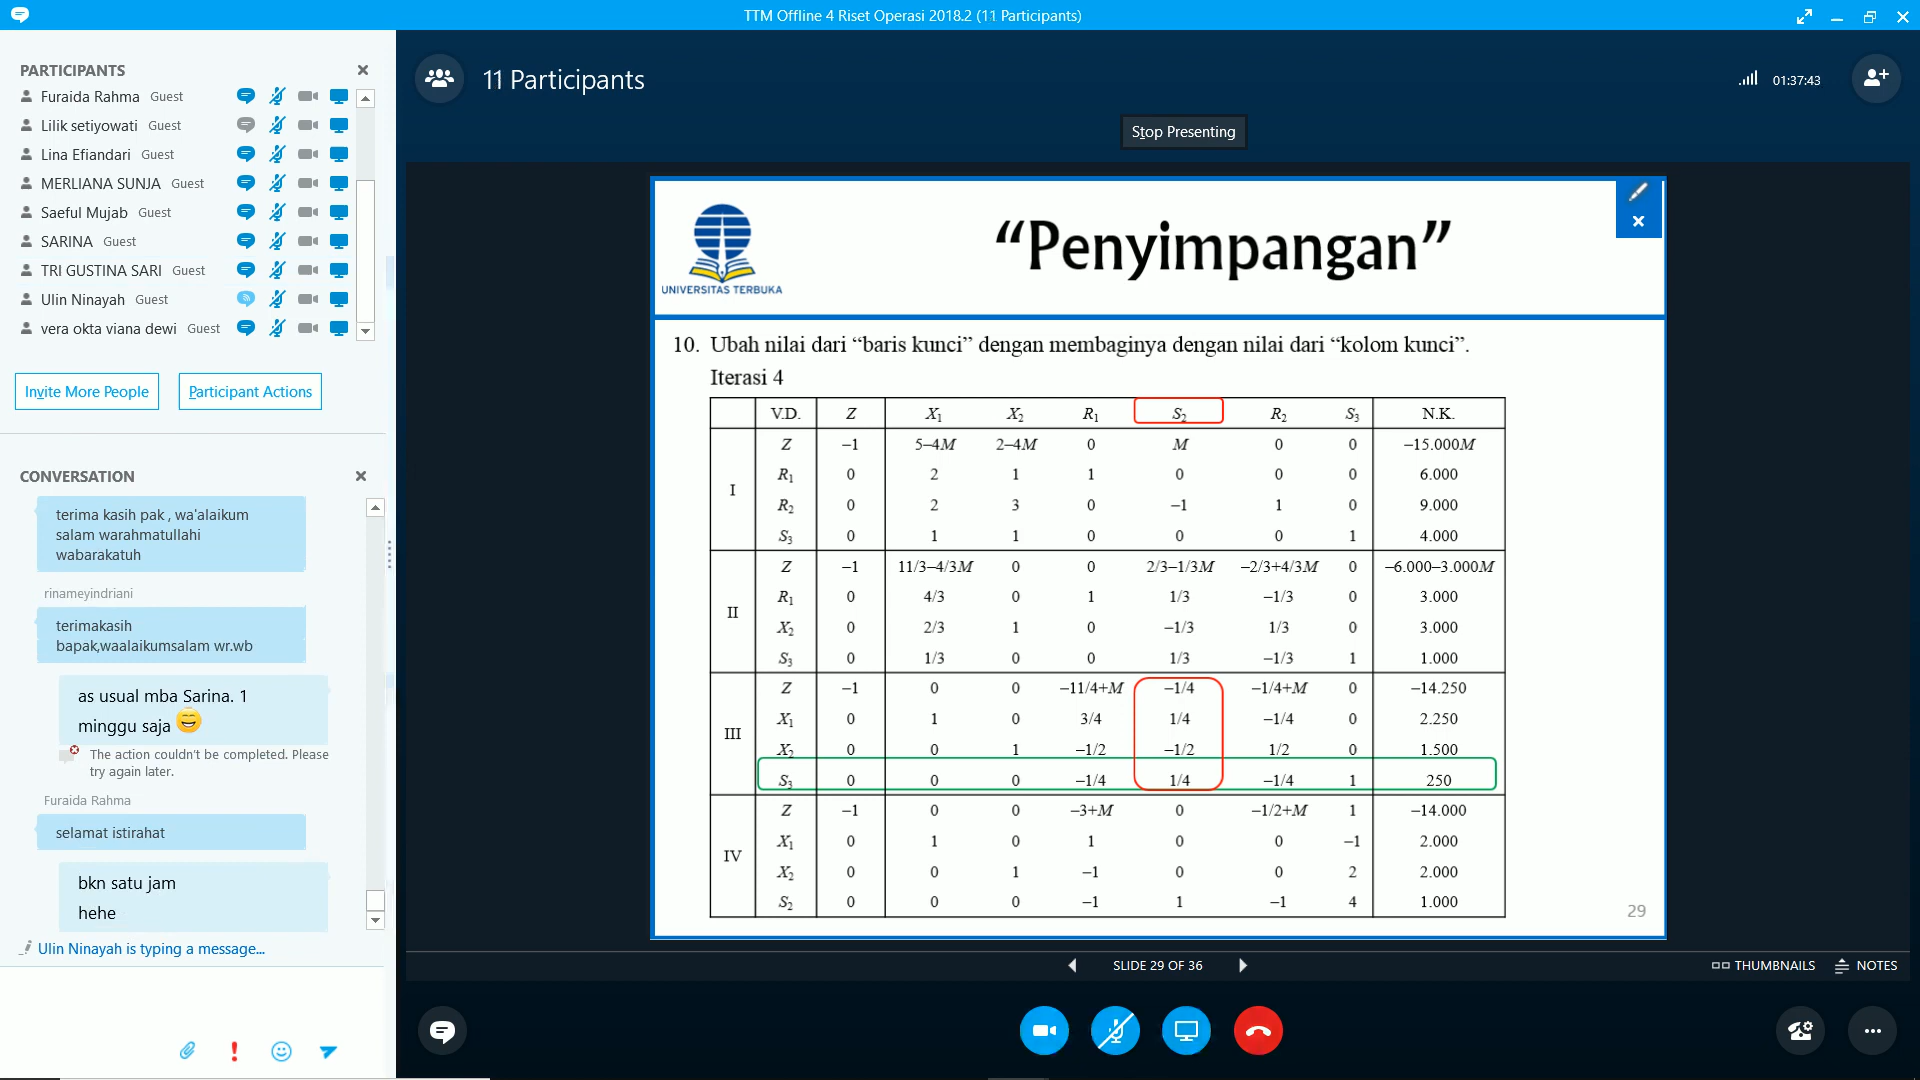 TTM Offline 4 Riset Operasi 2018.2 (11 Participants)
PARTICIPANTS
Furaida Rahma Guest
Lilik setiyowati Guest
Lina Efiandari Guest
MERLIANA SUNJA Guest
Saeful Mujab Guest
SARINA Guest
TRI GUSTINA SARI Guest
Ulin Ninayah Guest
vera okta viana dewi Guest
Invite More People
Participant Actions
CONVERSATION
terima kasih pak , wa'alaikum
salam warahmatullahi
wabarakatuh
rinameyindriani
terimakasih
bapak,waalaikumsalam wr.wb
as usual mba Sarina. 1
minggu saja 😄
The action couldn't be completed. Please
try again later.
Furaida Rahma
selamat istirahat
bkn satu jam
hehe
Ulin Ninayah is typing a message...
11 Participants
01:37:43
Stop Presenting
UNIVERSITAS TERBUKA
“Penyimpangan”
10. Ubah nilai dari “baris kunci” dengan membaginya dengan nilai dari “kolom kunci”.
Iterasi 4
V.D. Z X1 X2 R1 S2 R2 S3 N.K.
I
Z −1 5−4M 2−4M 0 M 0 0 −15.000M
R1 0 2 1 1 0 0 0 6.000
R2 0 2 3 0 −1 1 0 9.000
S3 0 1 1 0 0 0 1 4.000
II
Z −1 11/3−4/3M 0 0 2/3−1/3M −2/3+4/3M 0 −6.000−3.000M
R1 0 4/3 0 1 1/3 −1/3 0 3.000
X2 0 2/3 1 0 −1/3 1/3 0 3.000
S3 0 1/3 0 0 1/3 −1/3 1 1.000
III
Z −1 0 0 −11/4+M −1/4 −1/4+M 0 −14.250
X1 0 1 0 3/4 1/4 −1/4 0 2.250
X2 0 0 1 −1/2 −1/2 1/2 0 1.500
S3 0 0 0 −1/4 1/4 −1/4 1 250
IV
Z −1 0 0 −3+M 0 −1/2+M 1 −14.000
X1 0 1 0 1 0 0 −1 2.000
X2 0 0 1 −1 0 0 2 2.000
S2 0 0 0 −1 1 −1 4 1.000
29
SLIDE 29 OF 36
THUMBNAILS
NOTES